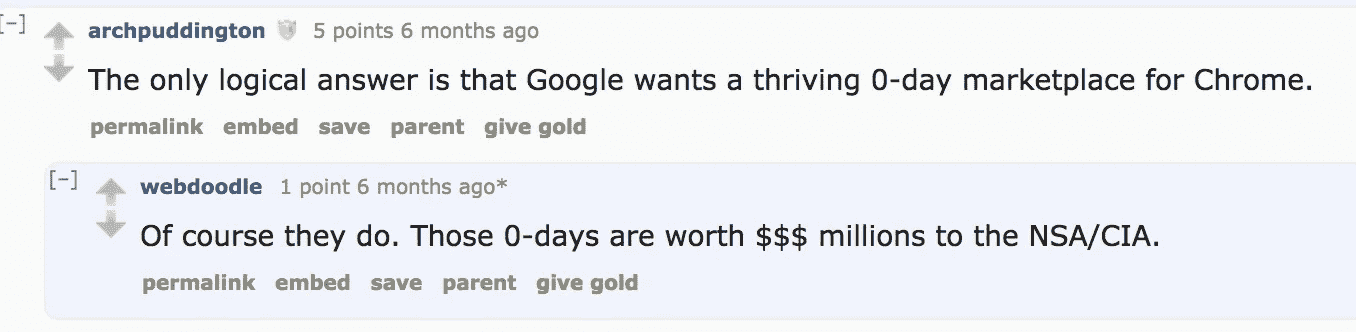 [-] archpuddington 5 points 6 months ago
The only logical answer is that Google wants a thriving 0-day marketplace for Chrome.
permalink embed save parent give gold
[-] webdoodle 1 point 6 months ago*
Of course they do. Those 0-days are worth $$$ millions to the NSA/CIA.
permalink embed save parent give gold